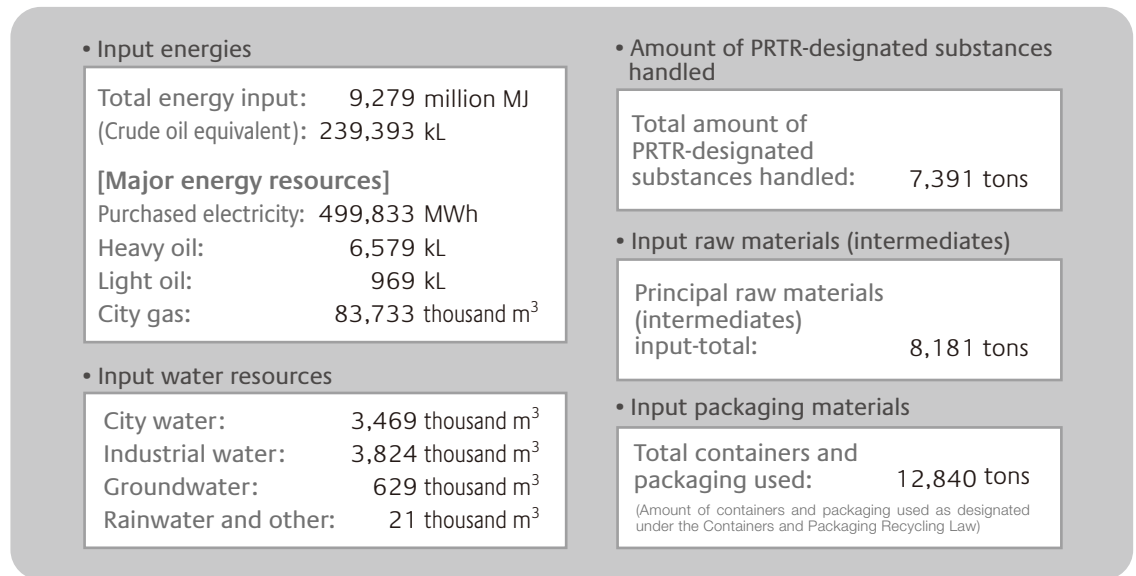 • Input energies
Total energy input: 9,279 million MJ
(Crude oil equivalent): 239,393 kL
[Major energy resources]
Purchased electricity: 499,833 MWh
Heavy oil: 6,579 kL
Light oil: 969 kL
City gas: 83,733 thousand m³
• Input water resources
City water: 3,469 thousand m³
Industrial water: 3,824 thousand m³
Groundwater: 629 thousand m³
Rainwater and other: 21 thousand m³
• Amount of PRTR-designated substances
handled
Total amount of
PRTR-designated
substances handled: 7,391 tons
• Input raw materials (intermediates)
Principal raw materials
(intermediates)
input-total: 8,181 tons
• Input packaging materials
Total containers and
packaging used: 12,840 tons
(Amount of containers and packaging used as designated
under the Containers and Packaging Recycling Law)